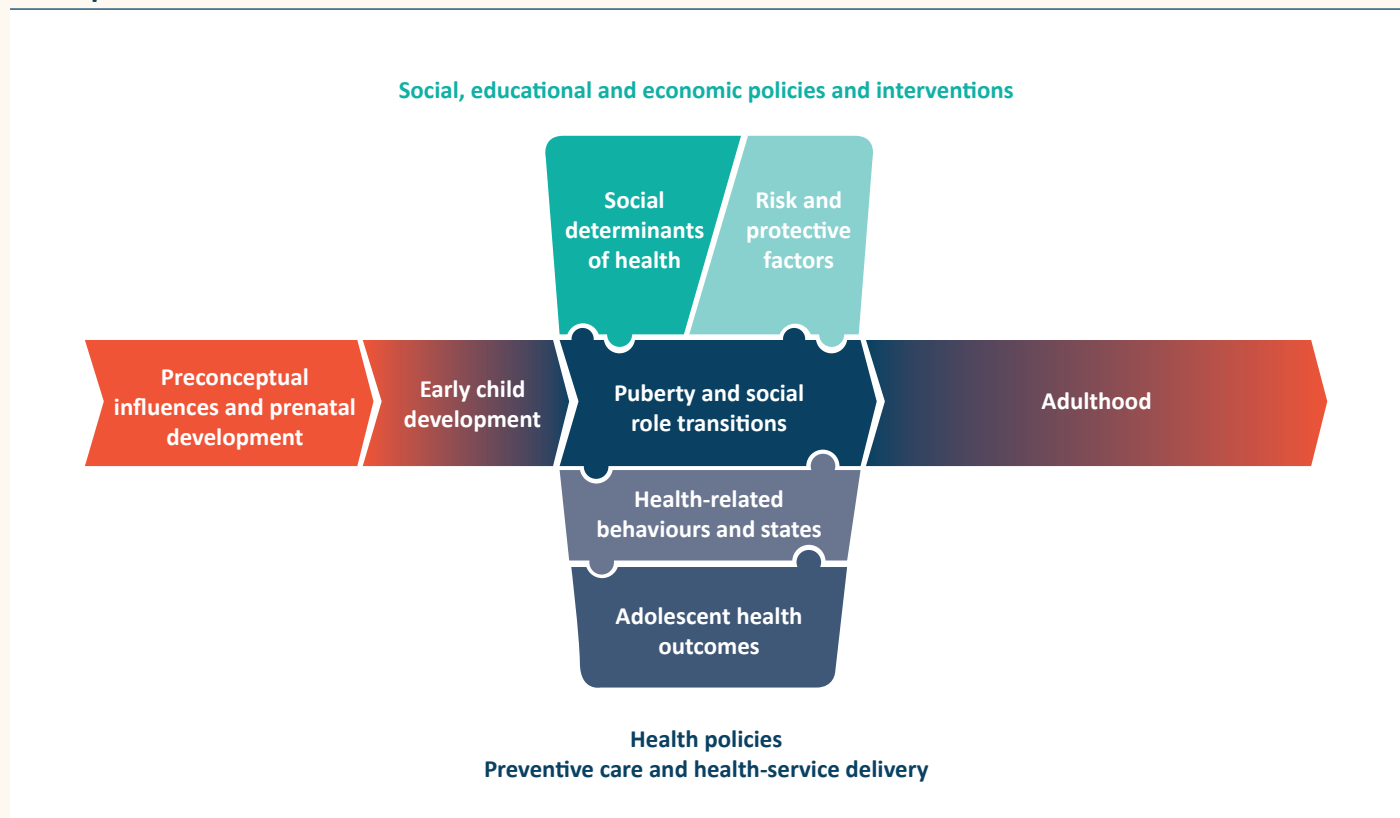 Social, educational and economic policies and interventions
Social
determinants
of health
Risk and
protective
factors
Preconceptual
influences and prenatal
development
Early child
development
Puberty and social
role transitions
Adulthood
Health-related
behaviours and states
Adolescent health
outcomes
Health policies
Preventive care and health-service delivery